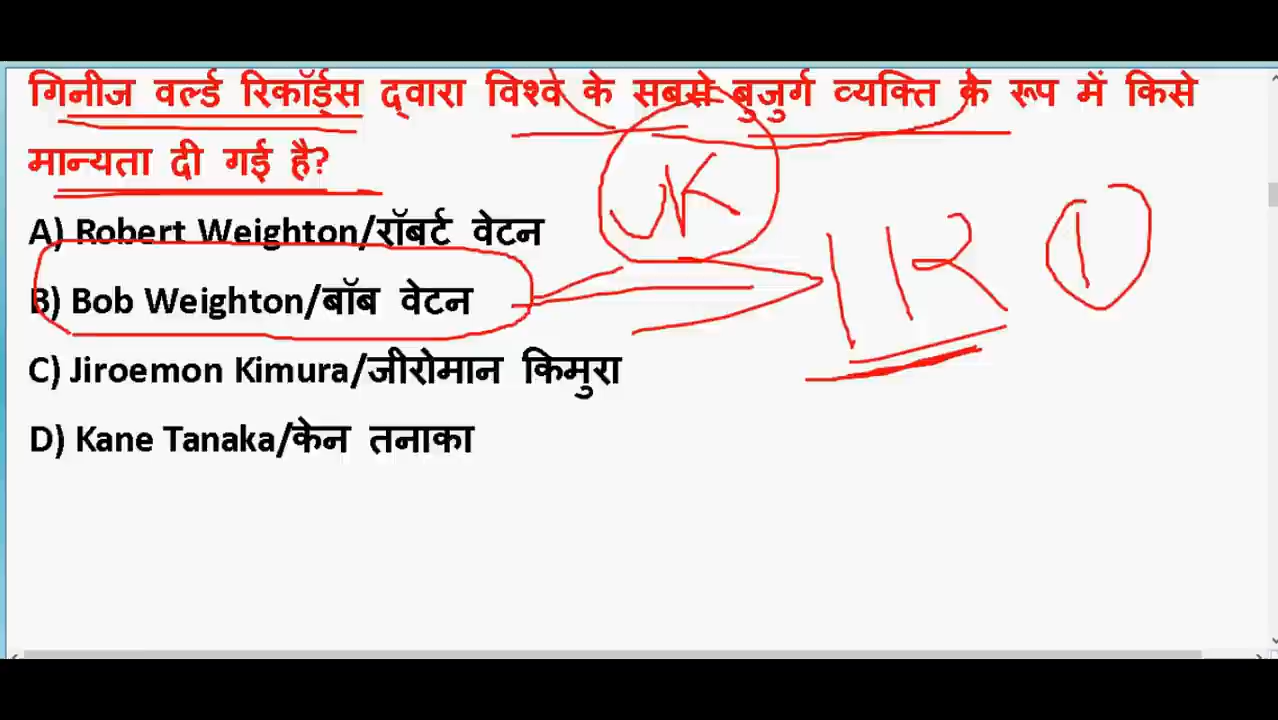 गिनीज वर्ल्ड रिकॉर्ड्स द्वारा विश्व के सबसे बुजुर्ग व्यक्ति के रूप में किसे
मान्यता दी गई है?
UK
A) Robert Weighton/रॉबर्ट वेटन
112
1
B) Bob Weighton/बॉब वेटन
C) Jiroemon Kimura/जीरोमान किमुरा
D) Kane Tanaka/केन तनाका